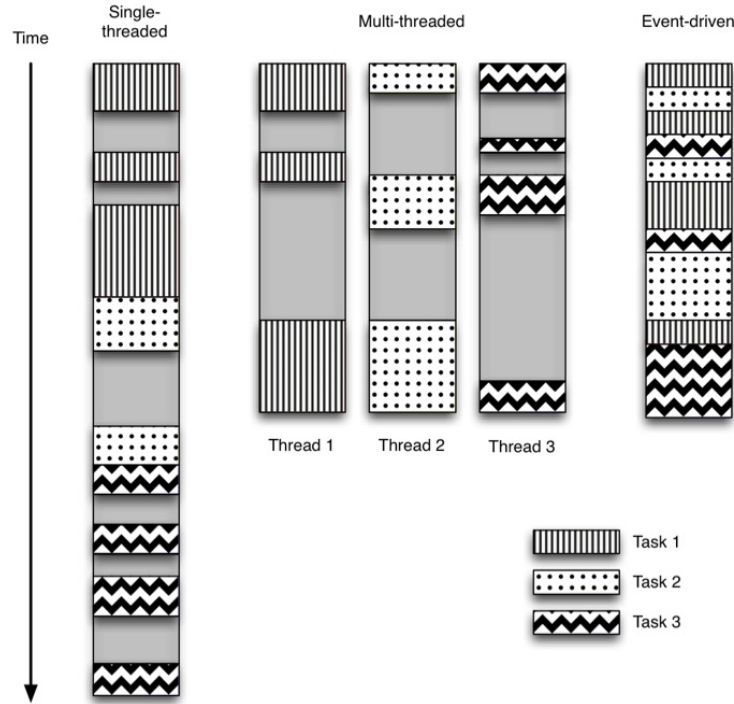 Single-
threaded
Time
Multi-threaded
Event-driven
Thread 1
Thread 2
Thread 3
Task 1
Task 2
Task 3